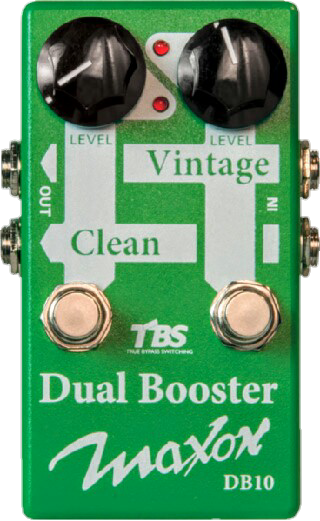 LEVEL
LEVEL
Vintage
OUT
IN
Clean
TBS
TRUE BYPASS SWITCHING
Dual Booster
maxon
DB10